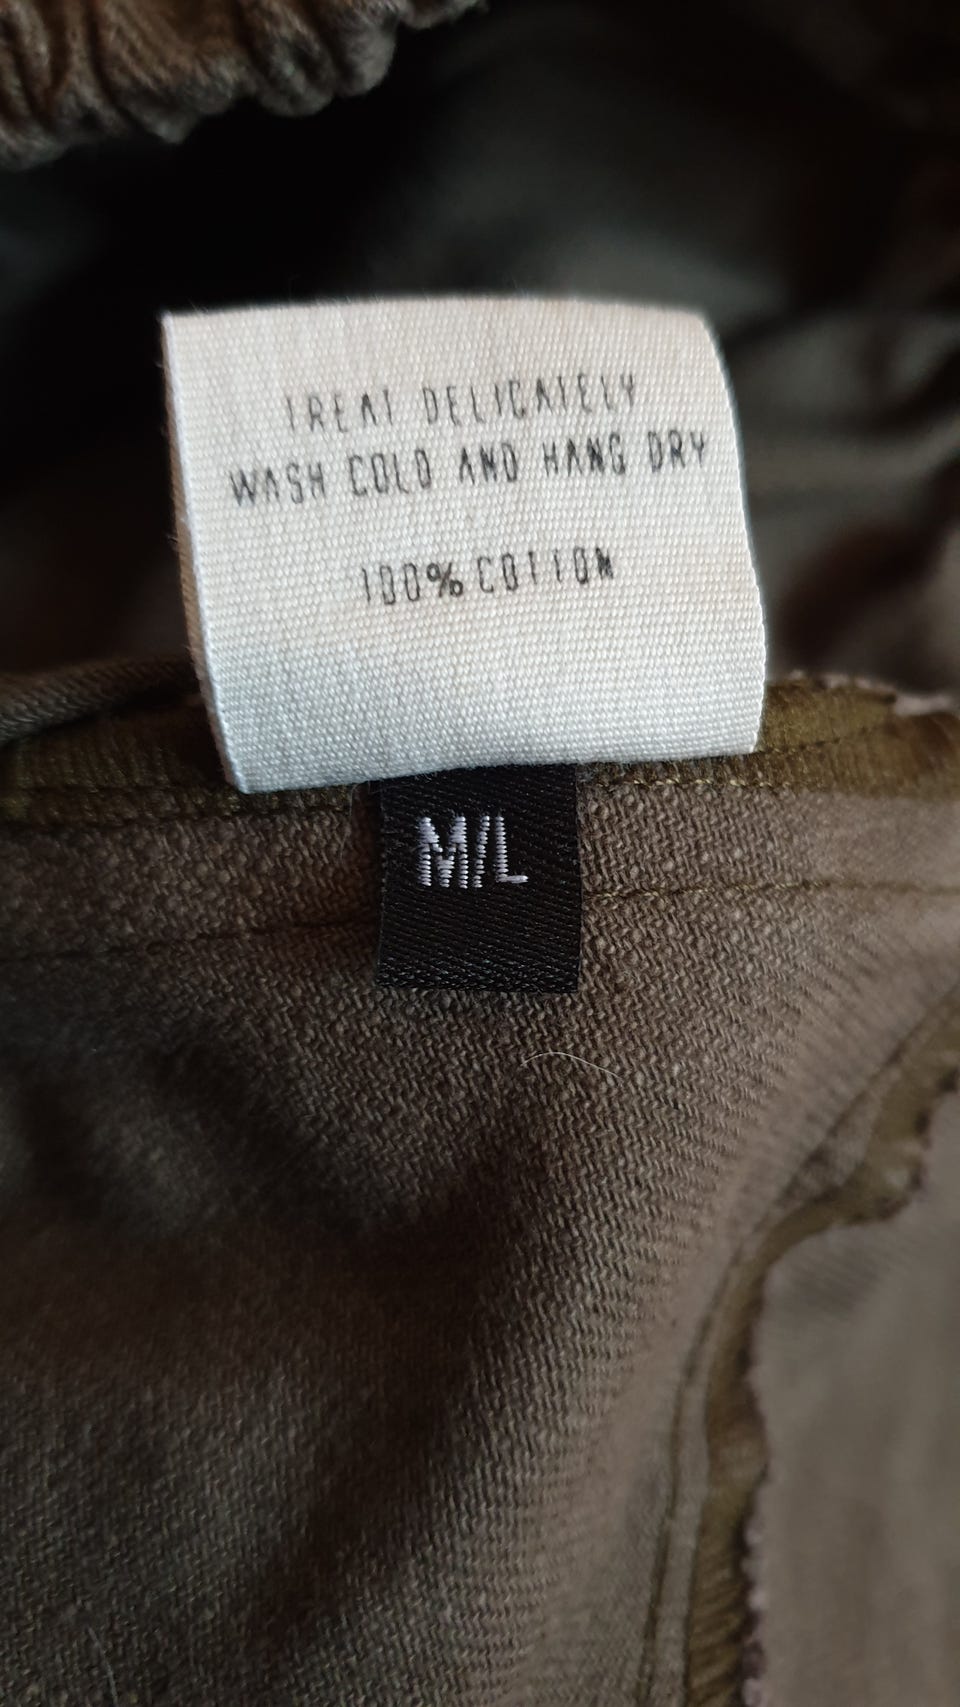 TREAT DELICATELY
WASH COLD AND HANG DRY
100% COTTON
M/L